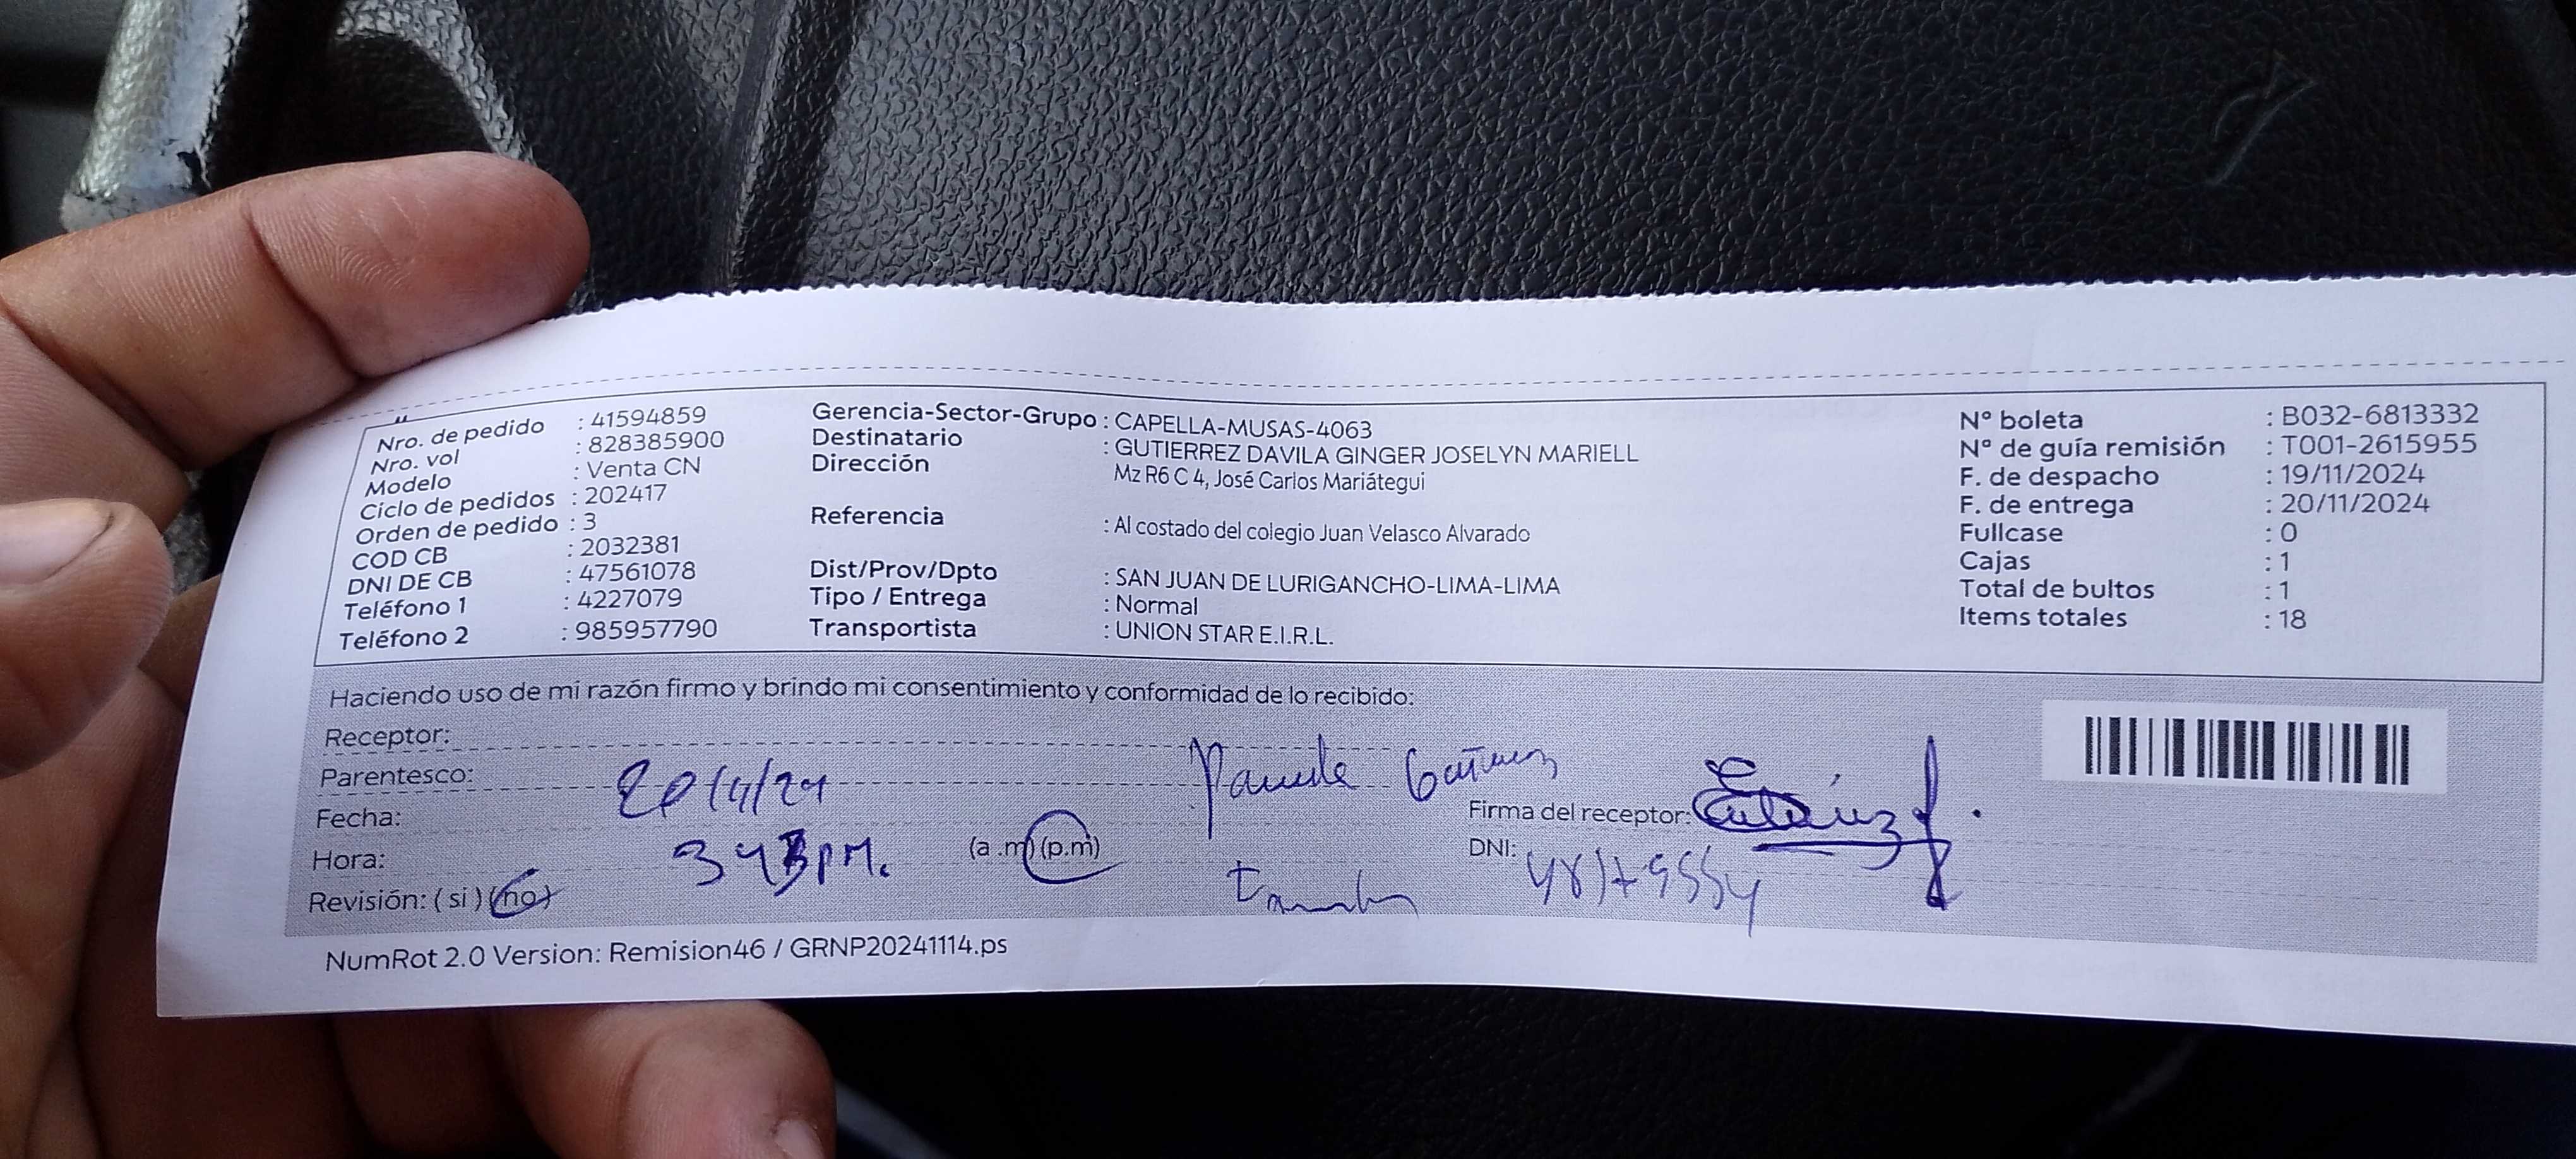 Nro. de pedido : 41594859
Nro. vol : 828385900
Modelo : Venta CN
Ciclo de pedidos : 202417
Orden de pedido : 3
COD CB : 2032381
DNI DE CB : 47561078
Teléfono 1 : 4227079
Teléfono 2 : 985957790
Gerencia-Sector-Grupo : CAPELLA-MUSAS-4063
Destinatario : GUTIERREZ DAVILA GINGER JOSELYN MARIELL
Dirección Mz R6 C 4, José Carlos Mariátegui
Referencia : Al costado del colegio Juan Velasco Alvarado
Dist/Prov/Dpto : SAN JUAN DE LURIGANCHO-LIMA-LIMA
Tipo / Entrega : Normal
Transportista : UNION STAR E.I.R.L.
N° boleta : B032-6813332
N° de guía remisión : T001-2615955
F. de despacho : 19/11/2024
F. de entrega : 20/11/2024
Fullcase : 0
Cajas : 1
Total de bultos : 1
Items totales : 18
Haciendo uso de mi razón firmo y brindo mi consentimiento y conformidad de lo recibido:
Receptor:
Parentesco:
Fecha: 20/11/24
Hora: (a .m) (p.m)
Revisión: ( si ) (no)
Firma del receptor:
DNI:
NumRot 2.0 Version: Remision46 / GRNP20241114.ps